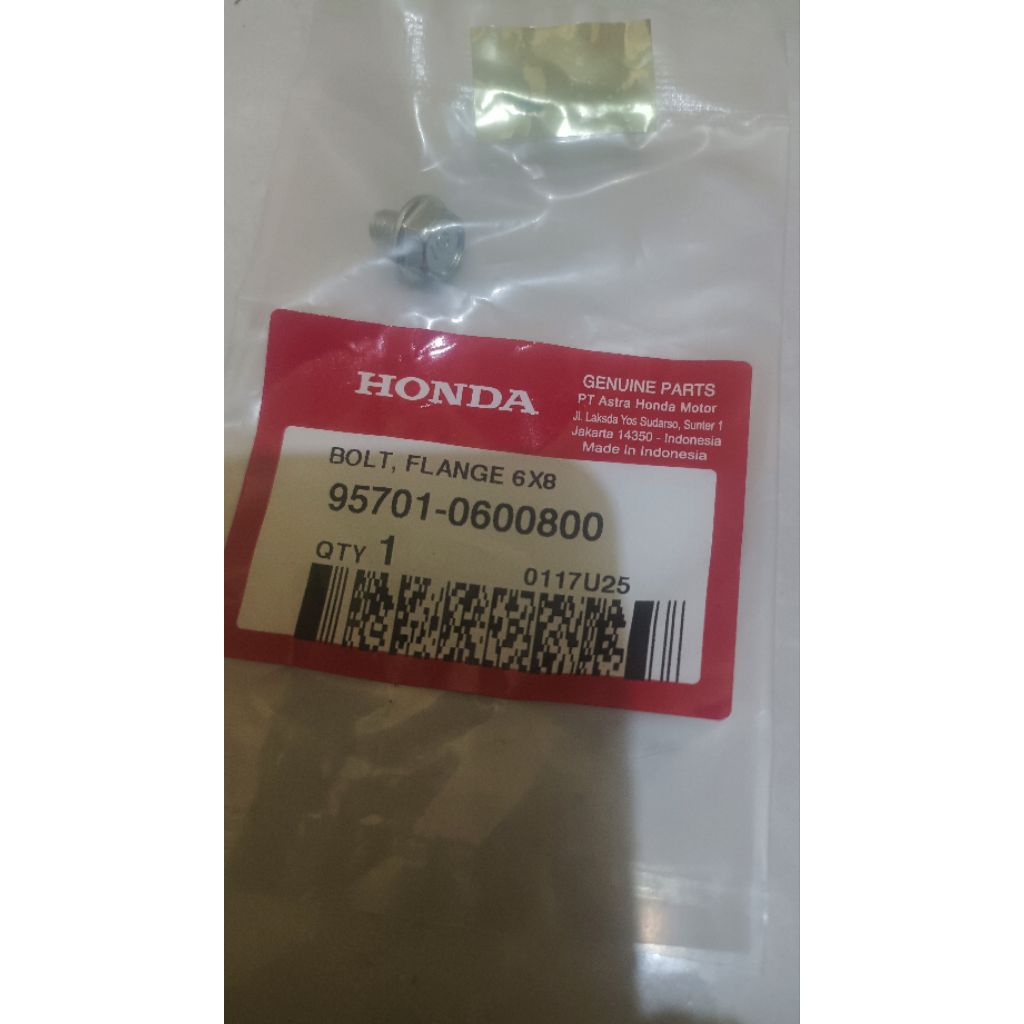 HONDA
GENUINE PARTS
PT Astra Honda Motor
Jl. Laksda Yos Sudarso, Sunter 1
Jakarta 14350 - Indonesia
Made in Indonesia
BOLT, FLANGE 6X8
95701-0600800
QTY 1
0117U25